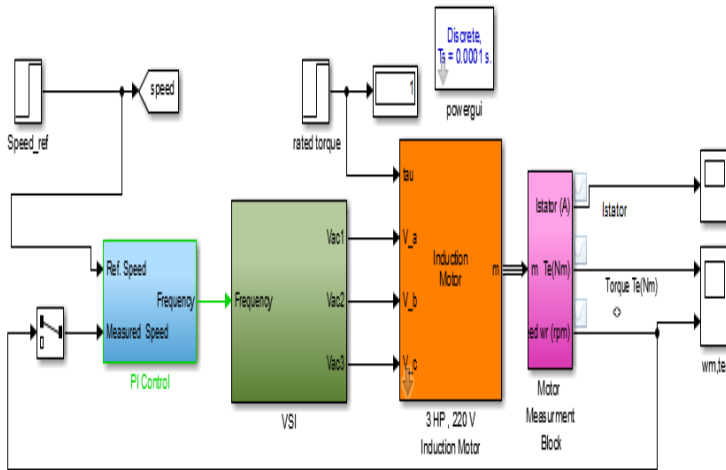 Discrete,
Ts = 0.0001 s.
powergui
speed
Speed_ref
1
rated torque
tau
V_a
V_b
V_c
Induction
Motor
m
3 HP , 220 V
Induction Motor
Istator (A)
m
Te(Nm)
ed wr (rpm)
Motor
Measurment
Block
Istator
Torque Te(Nm)
wm,te
Ref. Speed
Frequency
Measured Speed
PI Control
Frequency
Vac1
Vac2
Vac3
VSI